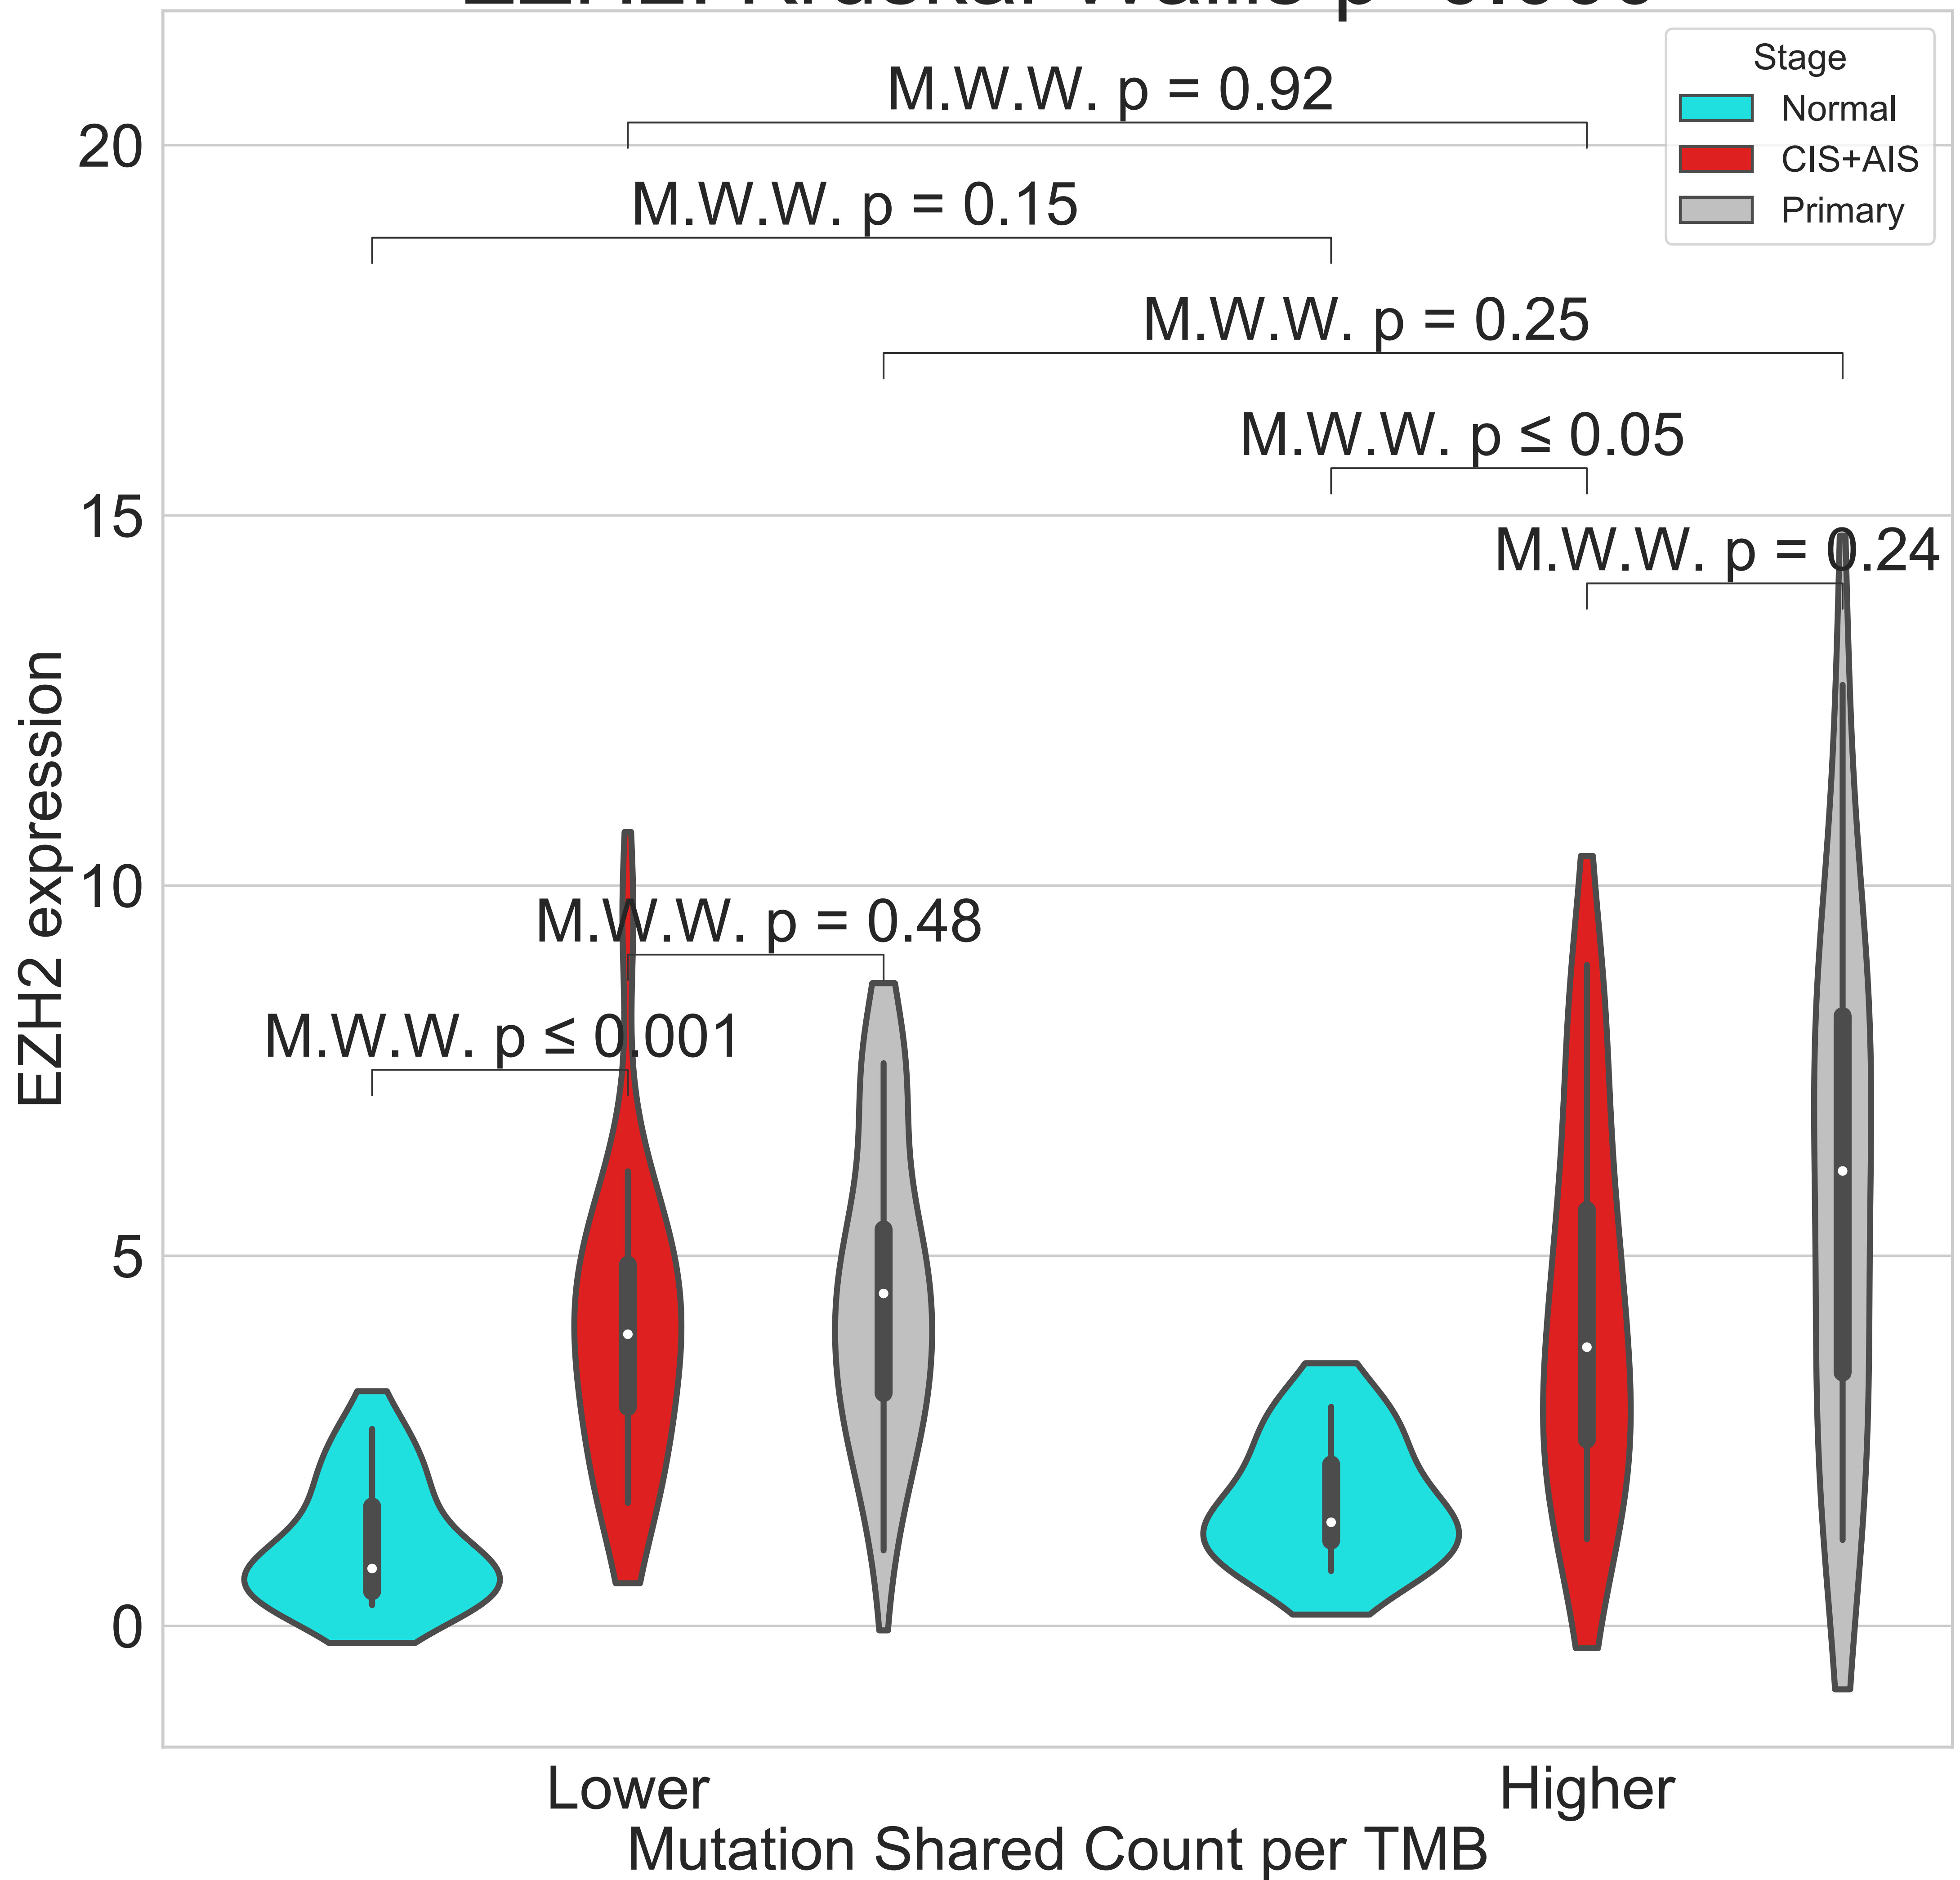 Stage
Normal
CIS+AIS
Primary
M.W.W. p = 0.92
M.W.W. p = 0.15
M.W.W. p = 0.25
M.W.W. p ≤ 0.05
M.W.W. p = 0.24
M.W.W. p = 0.48
M.W.W. p ≤ 0.001
20
15
10
5
0
EZH2 expression
Lower
Higher
Mutation Shared Count per TMB